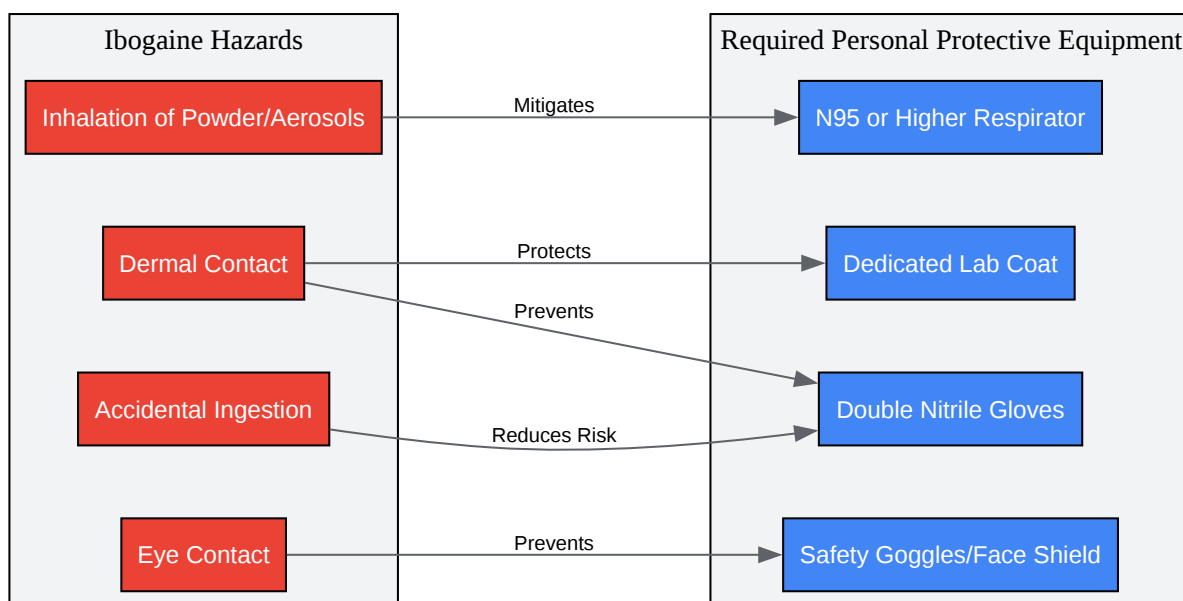 Ibogaine Hazards
Required Personal Protective Equipment
Inhalation of Powder/Aerosols
Mitigates
N95 or Higher Respirator
Dermal Contact
Protects
Dedicated Lab Coat
Prevents
Accidental Ingestion
Reduces Risk
Double Nitrile Gloves
Eye Contact
Prevents
Safety Goggles/Face Shield